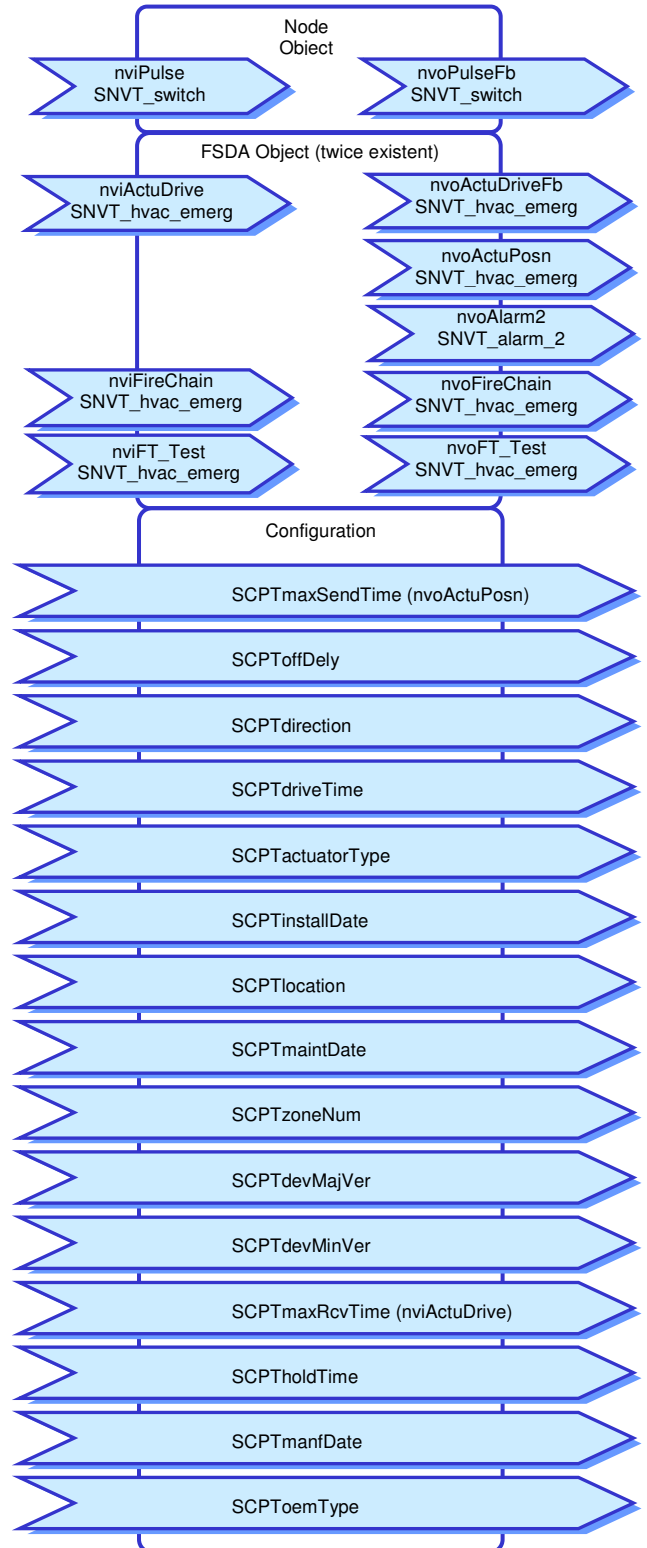 Node
Object
nviPulse
SNVT_switch
nvoPulseFb
SNVT_switch
FSDA Object (twice existent)
nviActuDrive
SNVT_hvac_emerg
nvoActuDriveFb
SNVT_hvac_emerg
nvoActuPosn
SNVT_hvac_emerg
nvoAlarm2
SNVT_alarm_2
nviFireChain
SNVT_hvac_emerg
nvoFireChain
SNVT_hvac_emerg
nviFT_Test
SNVT_hvac_emerg
nvoFT_Test
SNVT_hvac_emerg
Configuration
SCPTmaxSendTime (nvoActuPosn)
SCPToffDely
SCPTdirection
SCPTdriveTime
SCPTactuatorType
SCPTinstallDate
SCPTlocation
SCPTmaintDate
SCPTzoneNum
SCPTdevMajVer
SCPTdevMinVer
SCPTmaxRcvTime (nviActuDrive)
SCPTholdTime
SCPTmanfDate
SCPToemType